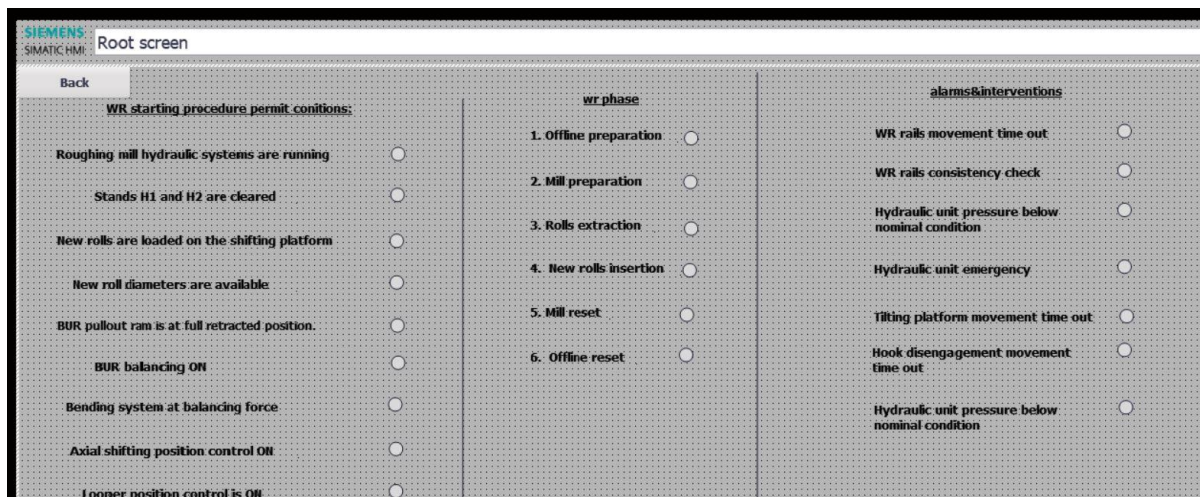 SIEMENS
SIMATIC HMI
Root screen
Back
WR starting procedure permit conitions:
Roughing mill hydraulic systems are running
Stands H1 and H2 are cleared
New rolls are loaded on the shifting platform
New roll diameters are available
BUR pullout ram is at full retracted position.
BUR balancing ON
Bending system at balancing force
Axial shifting position control ON
Looper position control is ON
wr phase
1. Offline preparation
2. Mill preparation
3. Rolls extraction
4. New rolls insertion
5. Mill reset
6. Offline reset
alarms&interventions
WR rails movement time out
WR rails consistency check
Hydraulic unit pressure below
nominal condition
Hydraulic unit emergency
Tilting platform movement time out
Hook disengagement movement
time out
Hydraulic unit pressure below
nominal condition